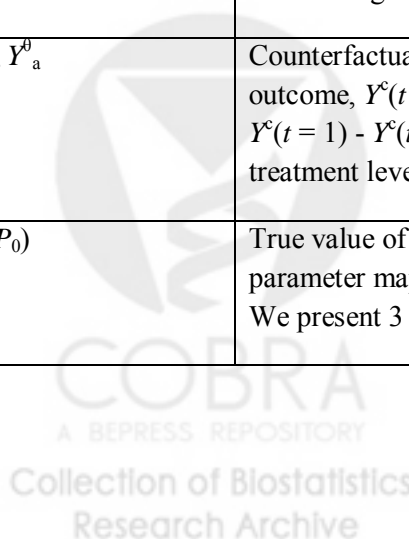 Y^θ_a
Counterfactua
outcome, Y^c(t
Y^c(t = 1) - Y^c(t
treatment leve
P_0)
True value of
parameter ma
We present 3
COBRA
A BEPRESS REPOSITORY
Collection of Biostatistics
Research Archive